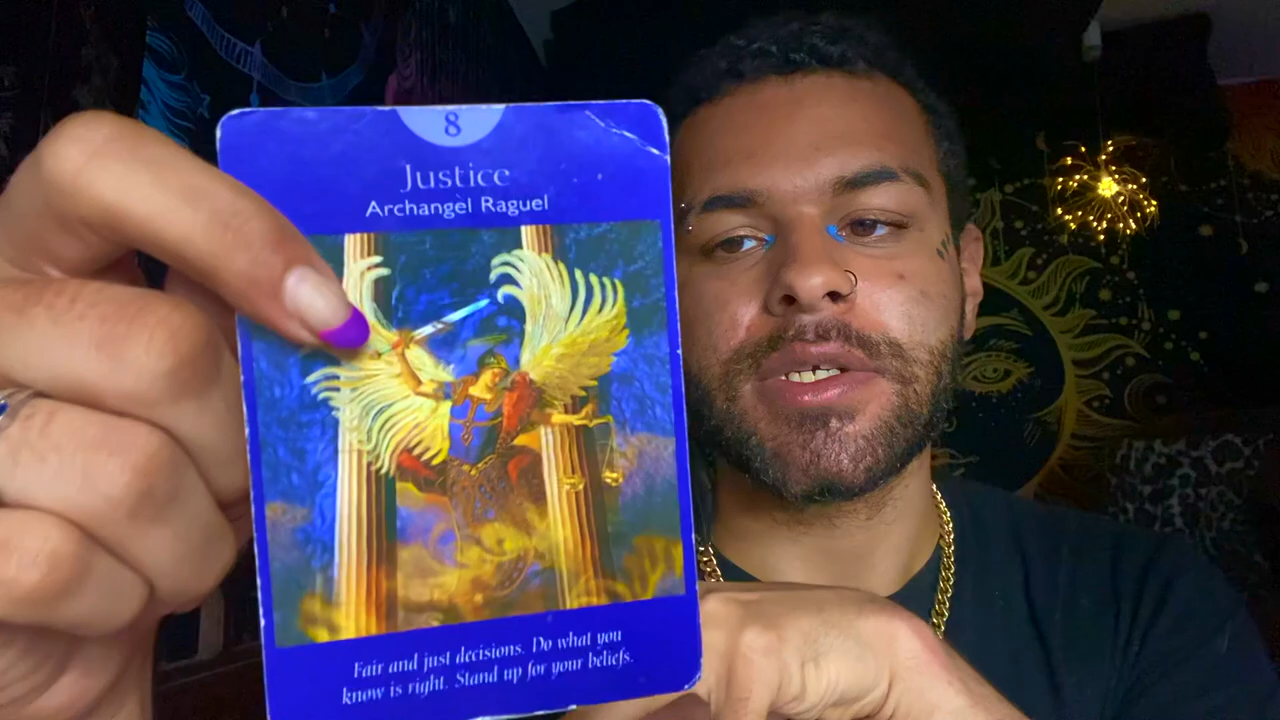 8
Justice
Archangel Raguel
Fair and just decisions. Do what you
know is right. Stand up for your beliefs.